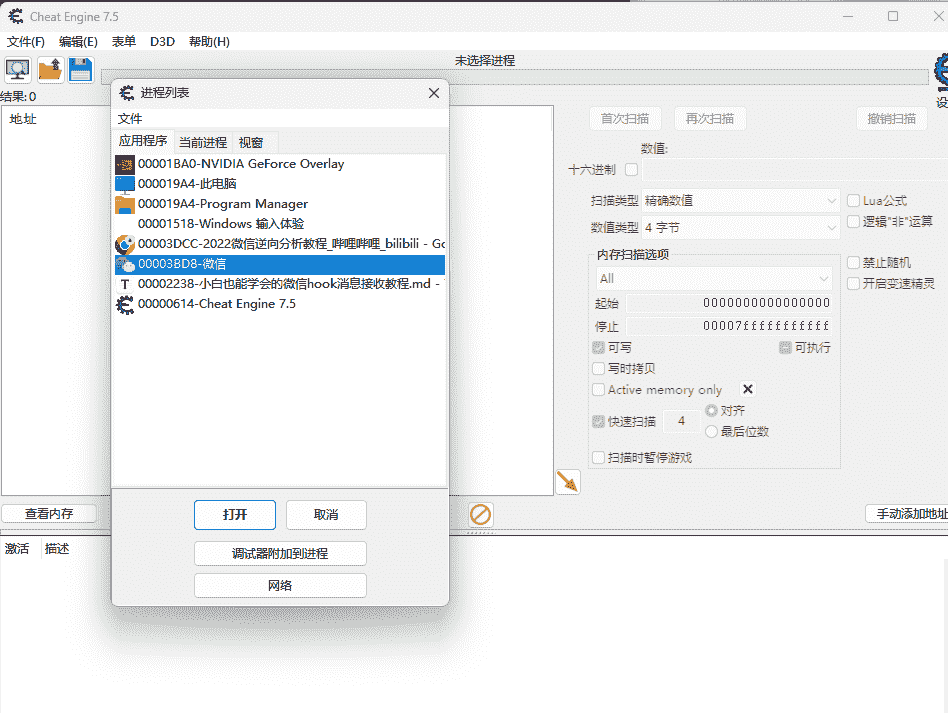 Cheat Engine 7.5
文件(F) 编辑(E) 表单 D3D 帮助(H)
未选择进程
结果:0
地址
进程列表
文件
应用程序 当前进程 视窗
00001BA0-NVIDIA GeForce Overlay
000019A4-此电脑
000019A4-Program Manager
00001518-Windows 输入体验
00003DCC-2022微信逆向分析教程_哔哩哔哩_bilibili - Go
00003BD8-微信
00002238-小白也能学会的微信hook消息接收教程.md -
00000614-Cheat Engine 7.5
打开 取消
调试器附加到进程
网络
首次扫描 再次扫描 撤销扫描
数值:
十六进制
扫描类型 精确数值
Lua公式
数值类型 4 字节
逻辑"非"运算
内存扫描选项
All
禁止随机
开启变速精灵
起始 0000000000000000
停止 00007fffffffffff
可写 可执行
写时拷贝
Active memory only
快速扫描 4 对齐
最后位数
扫描时暂停游戏
查看内存
手动添加地址
激活 描述